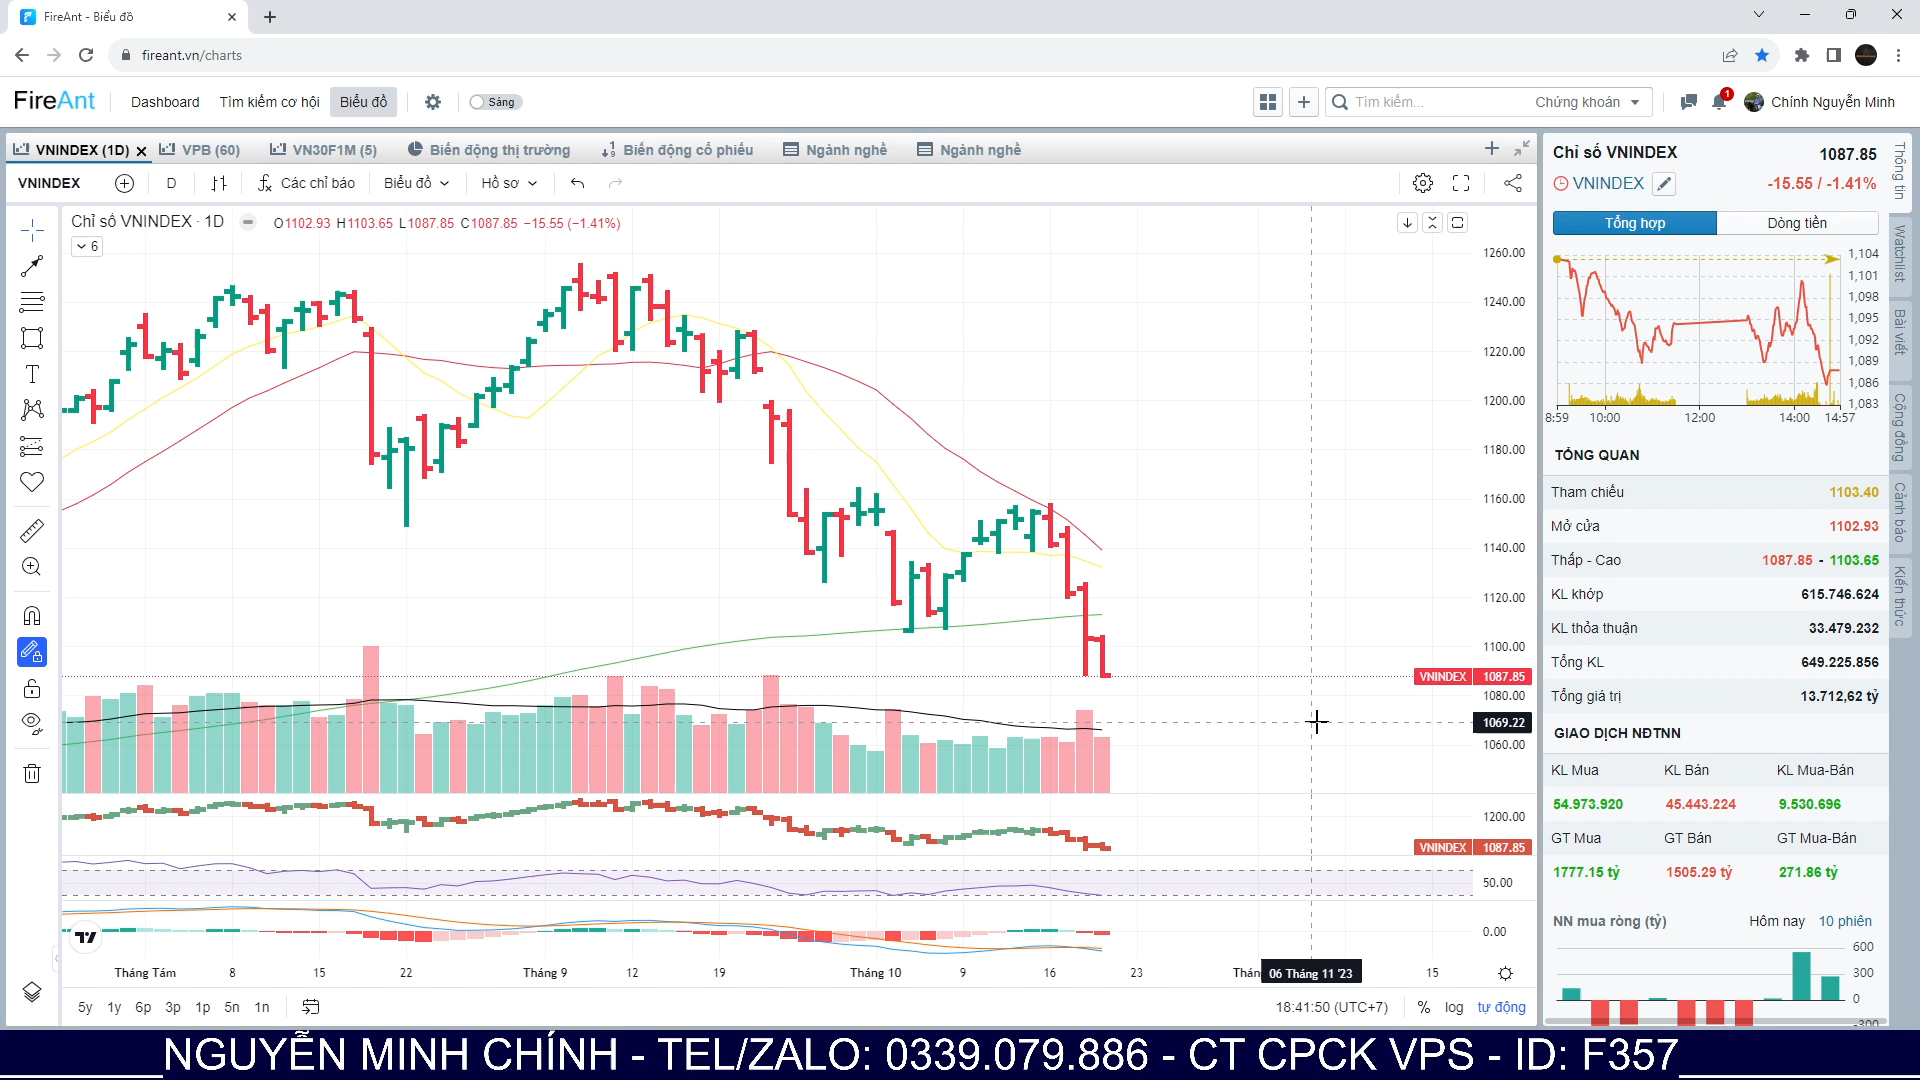 FireAnt - Biểu đồ
fireant.vn/charts
FireAnt Dashboard Tìm kiếm cơ hội Biểu đồ Sáng Tìm kiếm... Chứng khoán 1 Chính Nguyễn Minh
VNINDEX (1D) VPB (60) VN30F1M (5) Biến động thị trường Biến động cổ phiếu Ngành nghề Ngành nghề
VNINDEX D Các chỉ báo Biểu đồ Hồ sơ
Chỉ số VNINDEX · 1D O1102.93 H1103.65 L1087.85 C1087.85 −15.55 (−1.41%)
6
1260.00
1240.00
1220.00
1200.00
1180.00
1160.00
1140.00
1120.00
1100.00
VNINDEX 1087.85
1080.00
1069.22
1060.00
1200.00
VNINDEX 1087.85
50.00
0.00
Tháng Tám 8 15 22 Tháng 9 12 19 Tháng 10 9 16 23 06 Tháng 11 '23 15
5y 1y 6p 3p 1p 5n 1n 18:41:50 (UTC+7) % log tự động
Chỉ số VNINDEX 1087.85
VNINDEX -15.55 / -1.41%
Tổng hợp Dòng tiền
1,104
1,101
1,098
1,095
1,092
1,089
1,086
1,083
8:59 10:00 12:00 14:00 14:57
TỔNG QUAN
Tham chiếu 1103.40
Mở cửa 1102.93
Thấp - Cao 1087.85 - 1103.65
KL khớp 615.746.624
KL thỏa thuận 33.479.232
Tổng KL 649.225.856
Tổng giá trị 13.712,62 tỷ
GIAO DỊCH NĐTNN
KL Mua KL Bán KL Mua-Bán
54.973.920 45.443.224 9.530.696
GT Mua GT Bán GT Mua-Bán
1777.15 tỷ 1505.29 tỷ 271.86 tỷ
NN mua ròng (tỷ) Hôm nay 10 phiên
600
300
0
-300
Thông tin
Watchlist
Bài viết
Cộng đồng
Cảnh báo
Kiến thức
NGUYỄN MINH CHÍNH - TEL/ZALO: 0339.079.886 - CT CPCK VPS - ID: F357